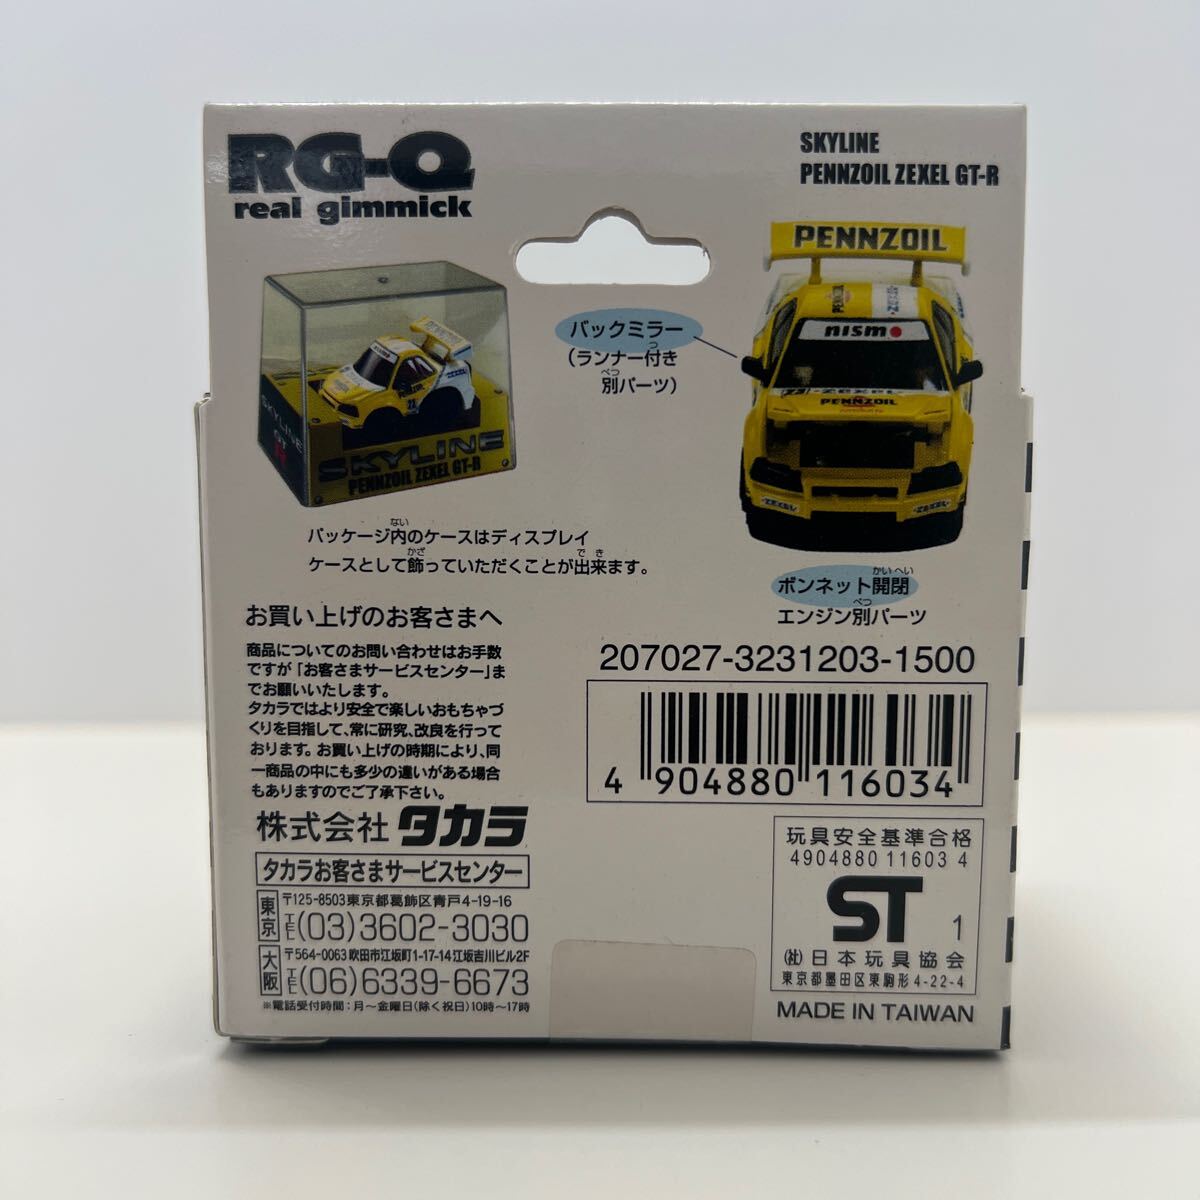 RG-Q
real gimmick
SKYLINE
PENNZOIL ZEXEL GT-R
PENNZOIL
nismo
ZEXEL
PENNZOIL
ZEXEL
ZEXEL
23
バックミラー
(ランナー付き
別パーツ)
PENNZOIL
PENNZOIL
23
SKYLINE
GT
R
SKYLINE
PENNZOIL ZEXEL GT-R
パッケージ内のケースはディスプレイ
ケースとして飾っていただくことが出来ます。
ボンネット開閉
エンジン別パーツ
お買い上げのお客さまへ
商品についてのお問い合わせはお手数
ですが「お客さまサービスセンター」ま
でお願いいたします。
タカラではより安全で楽しいおもちゃづ
くりを目指して、常に研究、改良を行って
おります。お買い上げの時期により、同
一商品の中にも多少の違いがある場合
もありますのでご了承下さい。
株式会社 タカラ
タカラお客さまサービスセンター
東京 〒125-8503東京都葛飾区青戸4-19-16
TEL(03)3602-3030
大阪 〒564-0063吹田市江坂町1-17-14江坂吉川ビル2F
TEL(06)6339-6673
※電話受付時間：月～金曜日(除く祝日)10時～17時
207027-3231203-1500
4 904880 116034
玩具安全基準合格
4904880 11603 4
ST 1
(社)日本玩具協会
東京都墨田区東駒形4-22-4
MADE IN TAIWAN